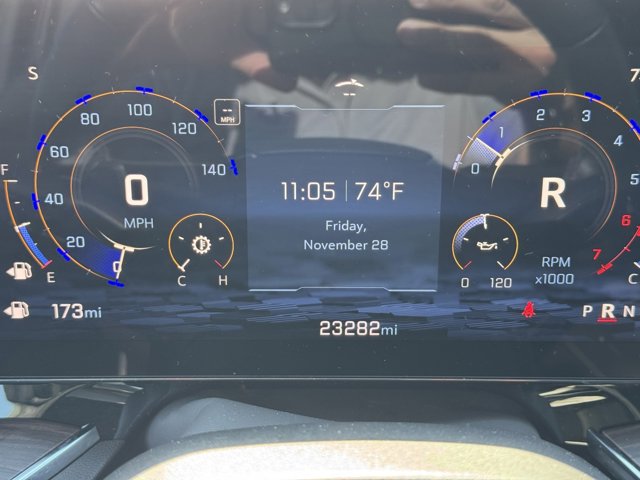 S
7
80 100 120 140
60
40
20
0
0
MPH
--
MPH
--
11:05 | 74°F
Friday,
November 28
0 1 2 3 4 5 6 7
R
RPM
x1000
F
E
C H
0 120
C
173mi
23282mi
P R N